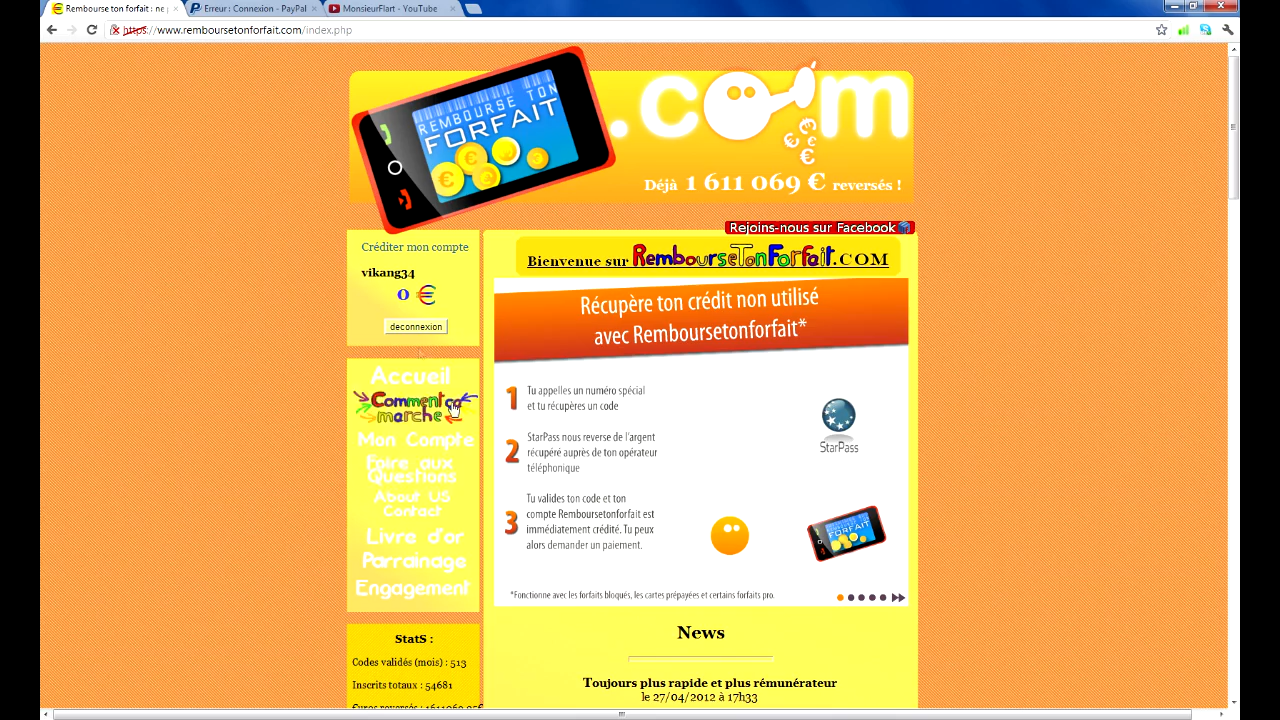 Rembourse ton forfait : ne p
Erreur : Connexion - PayPal
MonsieurFlart - YouTube
https://www.remboursetonforfait.com/index.php
REMBOURSE TON
FORFAIT
.com
Déjà 1 611 069 € reversés !
Rejoins-nous sur Facebook
Créditer mon compte
vikang34
0 €
deconnexion
Bienvenue sur RembourseTonForfait.COM
Récupère ton crédit non utilisé
avec Remboursetonforfait*
1 Tu appelles un numéro spécial
et tu récupères un code
StarPass
2 StarPass nous reverse de l'argent
récupéré auprès de ton opérateur
téléphonique
3 Tu valides ton code et ton
compte Remboursetonforfait est
immédiatement crédité. Tu peux
alors demander un paiement.
FORFAIT
*Fonctionne avec les forfaits bloqués, les cartes prépayées et certains forfaits pro.
Accueil
Comment ça
marche
Mon Compte
Foire aux
Questions
About US
Contact
Livre d'or
Parrainage
Engagement
StatS :
Codes validés (mois) : 513
Inscrits totaux : 54681
€uros reversés : 1611069.95€
News
Toujours plus rapide et plus rémunérateur
le 27/04/2012 à 17h33